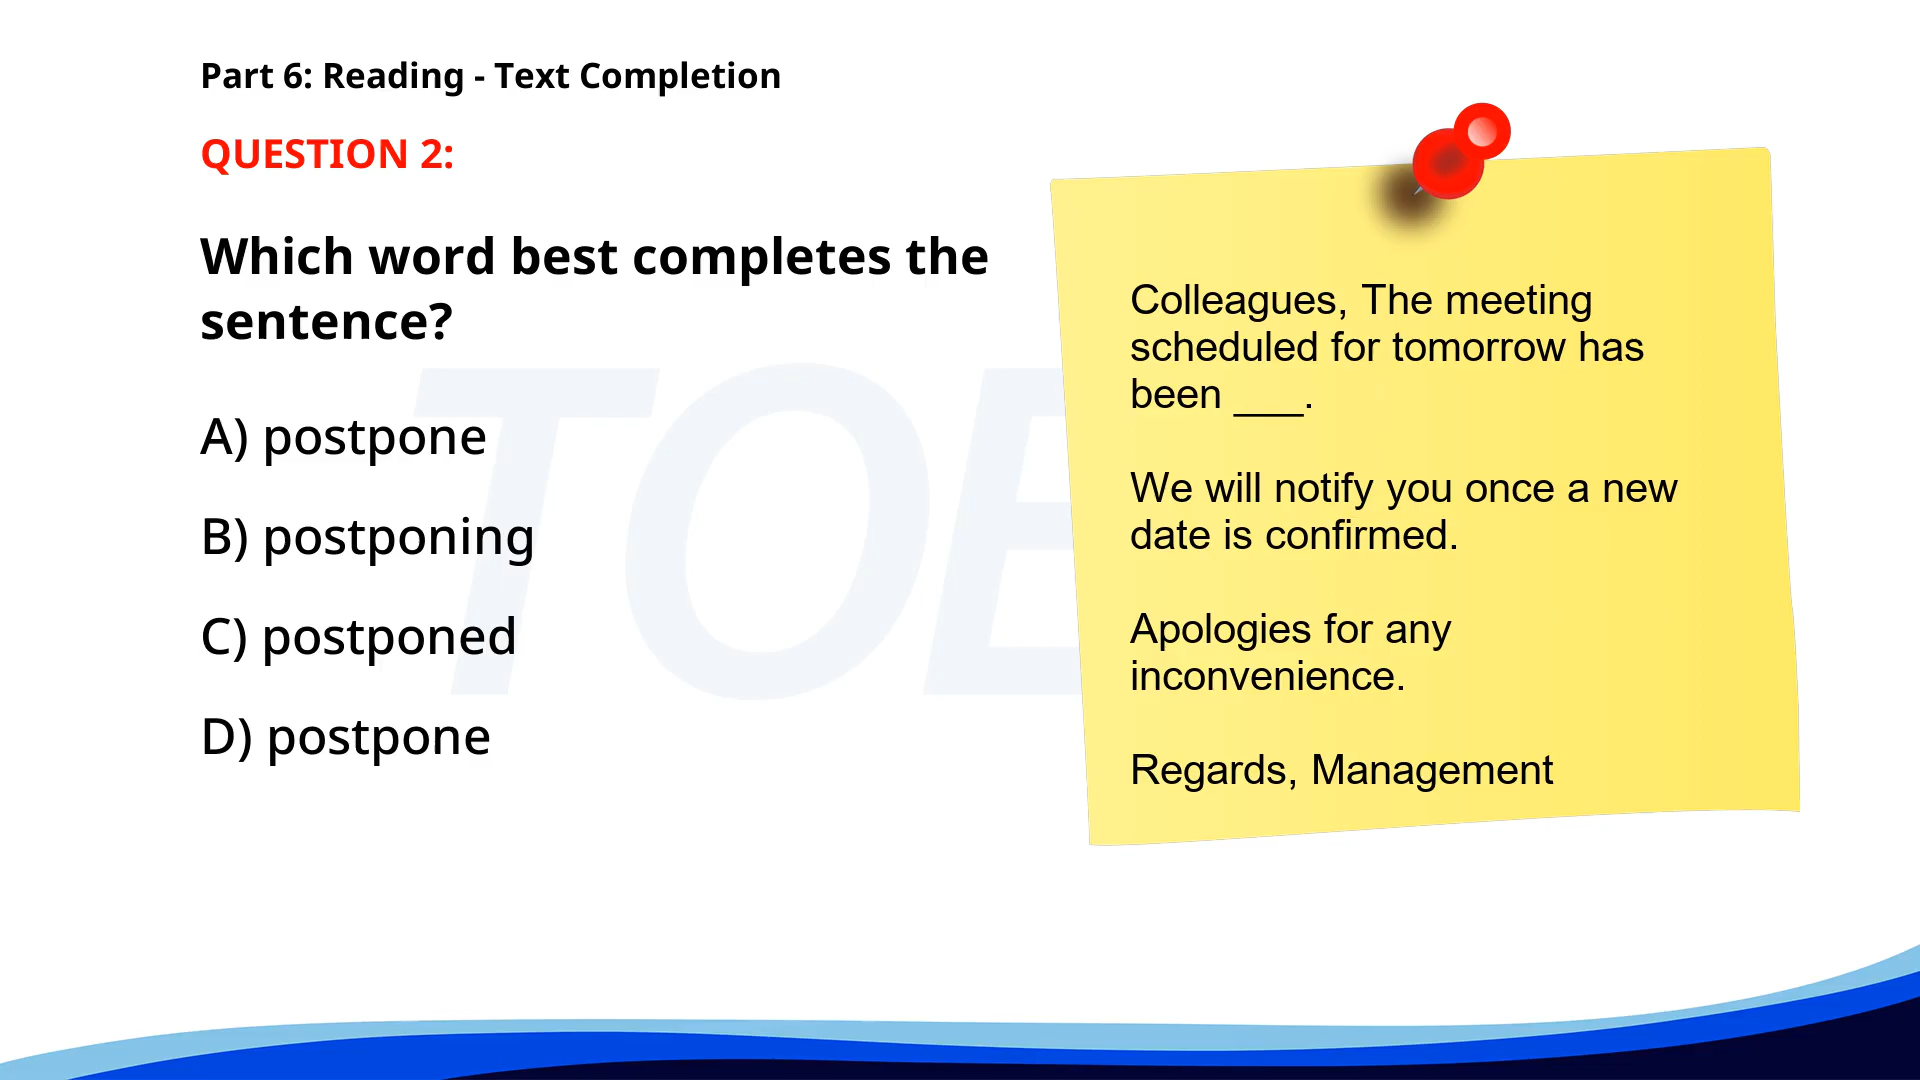 Part 6: Reading - Text Completion
QUESTION 2:
Which word best completes the
sentence?
A) postpone
B) postponing
C) postponed
D) postpone
Colleagues, The meeting
scheduled for tomorrow has
been ___.
We will notify you once a new
date is confirmed.
Apologies for any
inconvenience.
Regards, Management